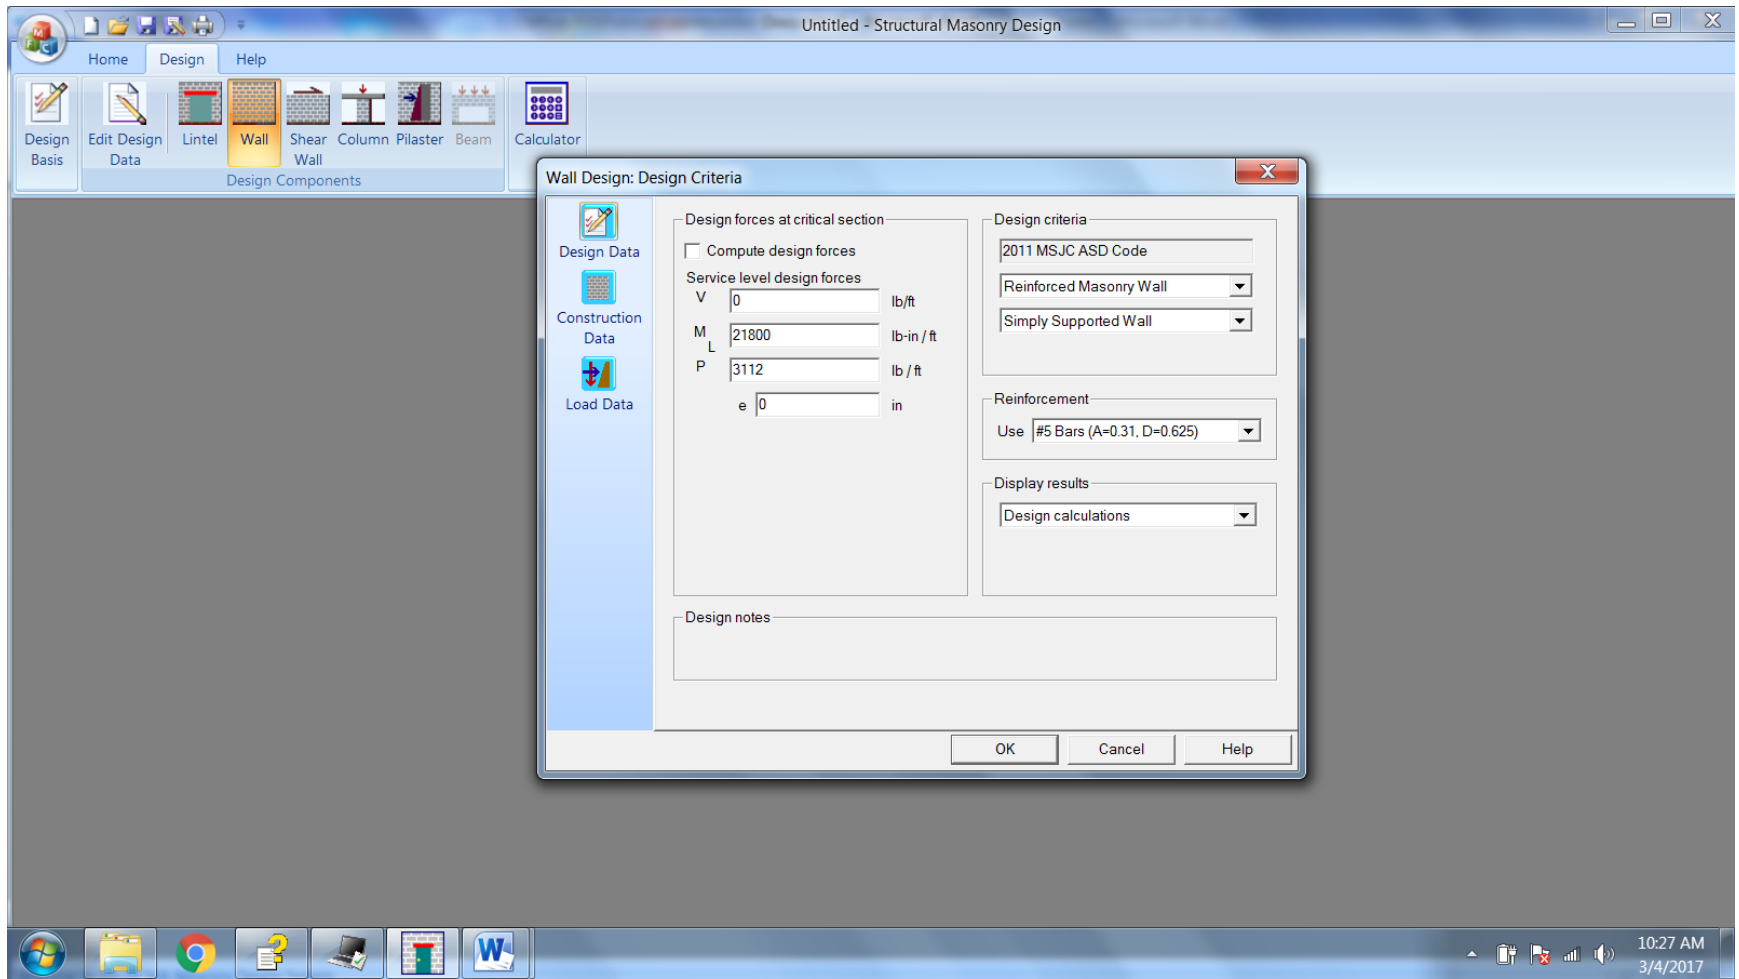 Untitled - Structural Masonry Design
Home Design Help
Design Basis
Edit Design Data
Lintel
Wall
Shear Wall
Column
Pilaster
Beam
Calculator
Design Components
Wall Design: Design Criteria
Design Data
Construction Data
Load Data
Design forces at critical section
Compute design forces
Service level design forces
V 0 lb/ft
M L 21800 lb-in / ft
P 3112 lb / ft
e 0 in
Design criteria
2011 MSJC ASD Code
Reinforced Masonry Wall
Simply Supported Wall
Reinforcement
Use #5 Bars (A=0.31, D=0.625)
Display results
Design calculations
Design notes
OK Cancel Help
10:27 AM
3/4/2017